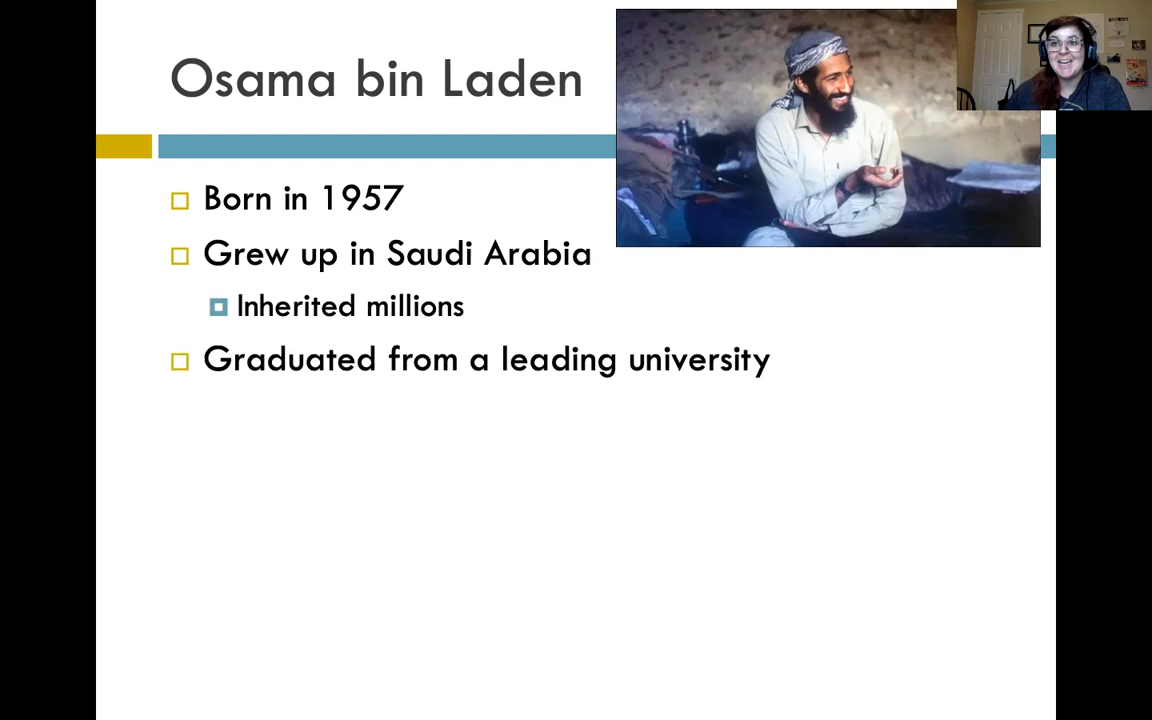 Osama bin Laden
Born in 1957
Grew up in Saudi Arabia
Inherited millions
Graduated from a leading university